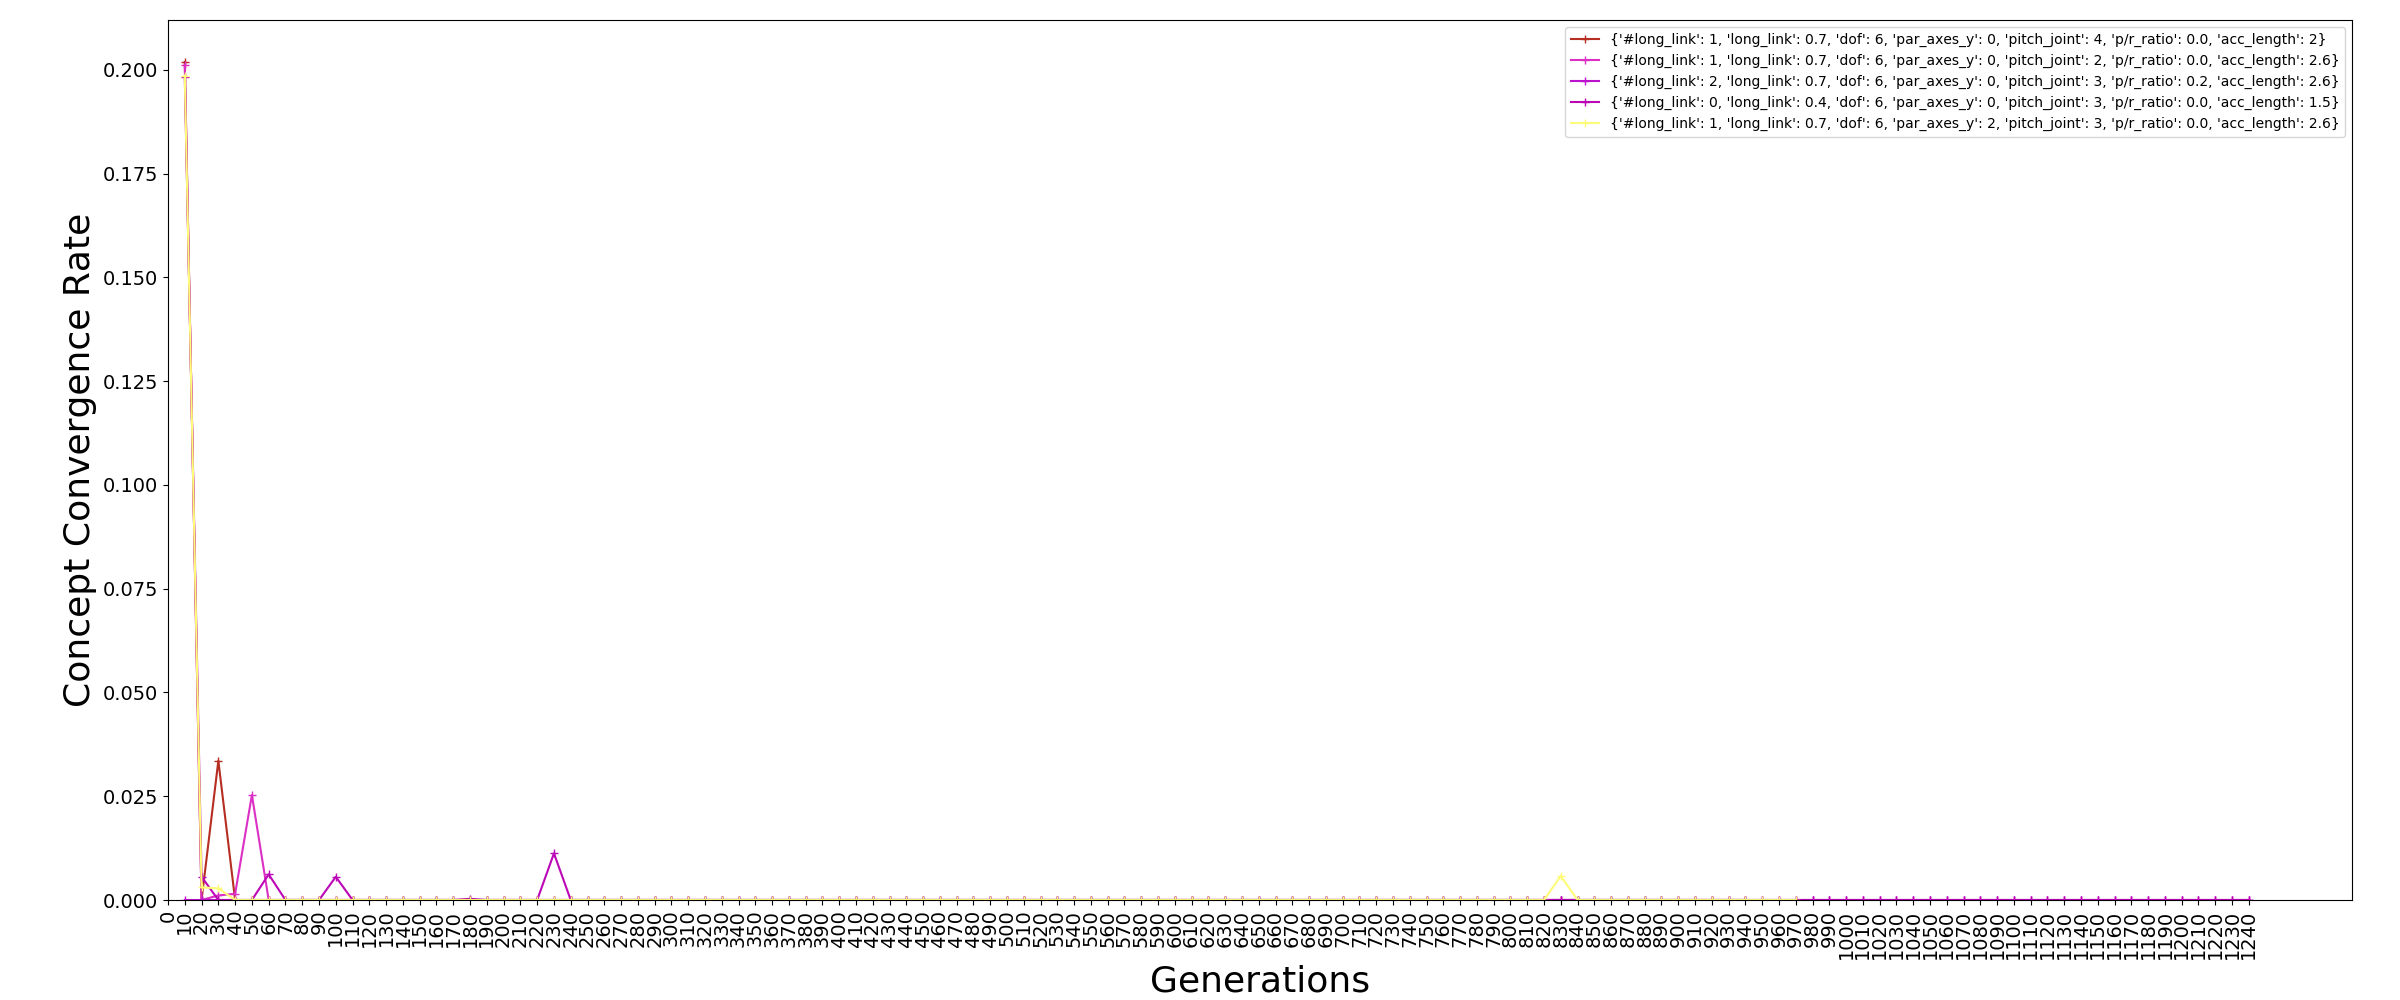 {'#long_link': 1, 'long_link': 0.7, 'dof': 6, 'par_axes_y': 0, 'pitch_joint': 4, 'p/r_ratio': 0.0, 'acc_length': 2}
{'#long_link': 1, 'long_link': 0.7, 'dof': 6, 'par_axes_y': 0, 'pitch_joint': 2, 'p/r_ratio': 0.0, 'acc_length': 2.6}
{'#long_link': 2, 'long_link': 0.7, 'dof': 6, 'par_axes_y': 0, 'pitch_joint': 3, 'p/r_ratio': 0.2, 'acc_length': 2.6}
{'#long_link': 0, 'long_link': 0.4, 'dof': 6, 'par_axes_y': 0, 'pitch_joint': 3, 'p/r_ratio': 0.0, 'acc_length': 1.5}
{'#long_link': 1, 'long_link': 0.7, 'dof': 6, 'par_axes_y': 2, 'pitch_joint': 3, 'p/r_ratio': 0.0, 'acc_length': 2.6}
Concept Convergence Rate
0.200
0.175
0.150
0.125
0.100
0.075
0.050
0.025
0.000
0 10 20 30 40 50 60 70 80 90 100 110 120 130 140 150 160 170 180 190 200 210 220 230 240 250 260 270 280 290 300 310 320 330 340 350 360 370 380 390 400 410 420 430 440 450 460 470 480 490 500 510 520 530 540 550 560 570 580 590 600 610 620 630 640 650 660 670 680 690 700 710 720 730 740 750 760 770 780 790 800 810 820 830 840 850 860 870 880 890 900 910 920 930 940 950 960 970 980 990 1000 1010 1020 1030 1040 1050 1060 1070 1080 1090 1100 1110 1120 1130 1140 1150 1160 1170 1180 1190 1200 1210 1220 1230 1240
Generations